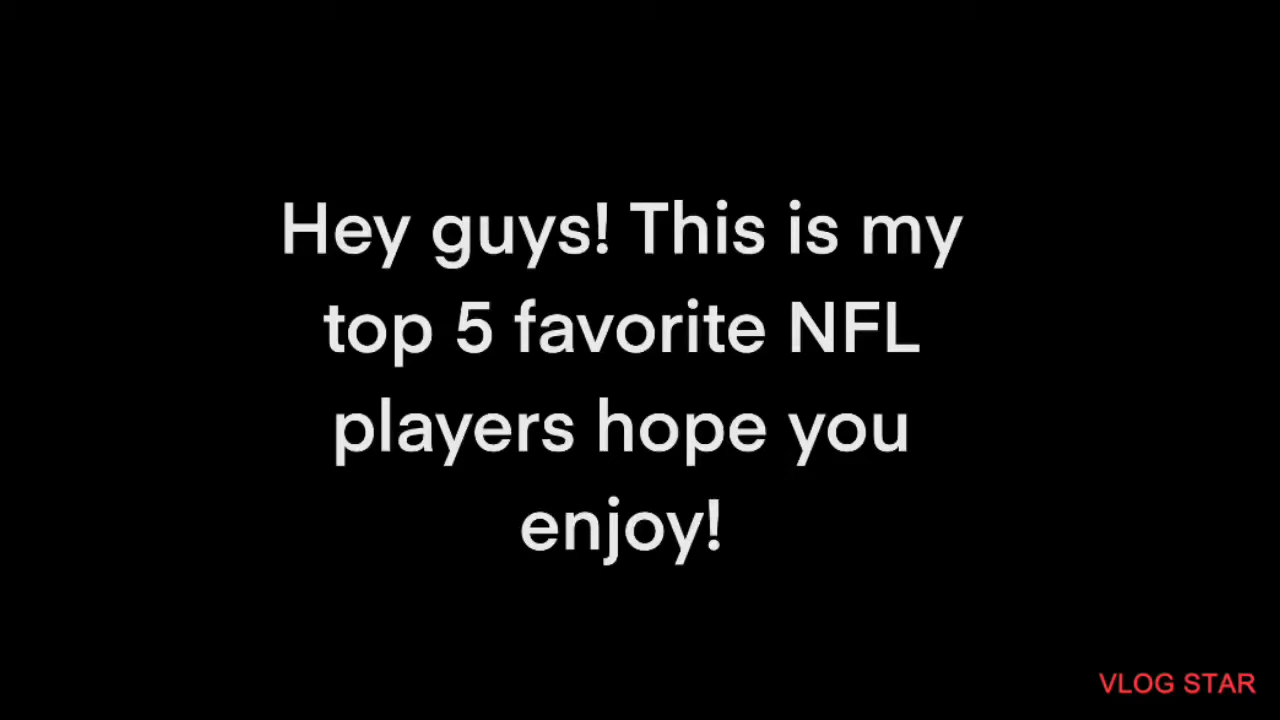 Hey guys! This is my
top 5 favorite NFL
players hope you
enjoy!
VLOG STAR